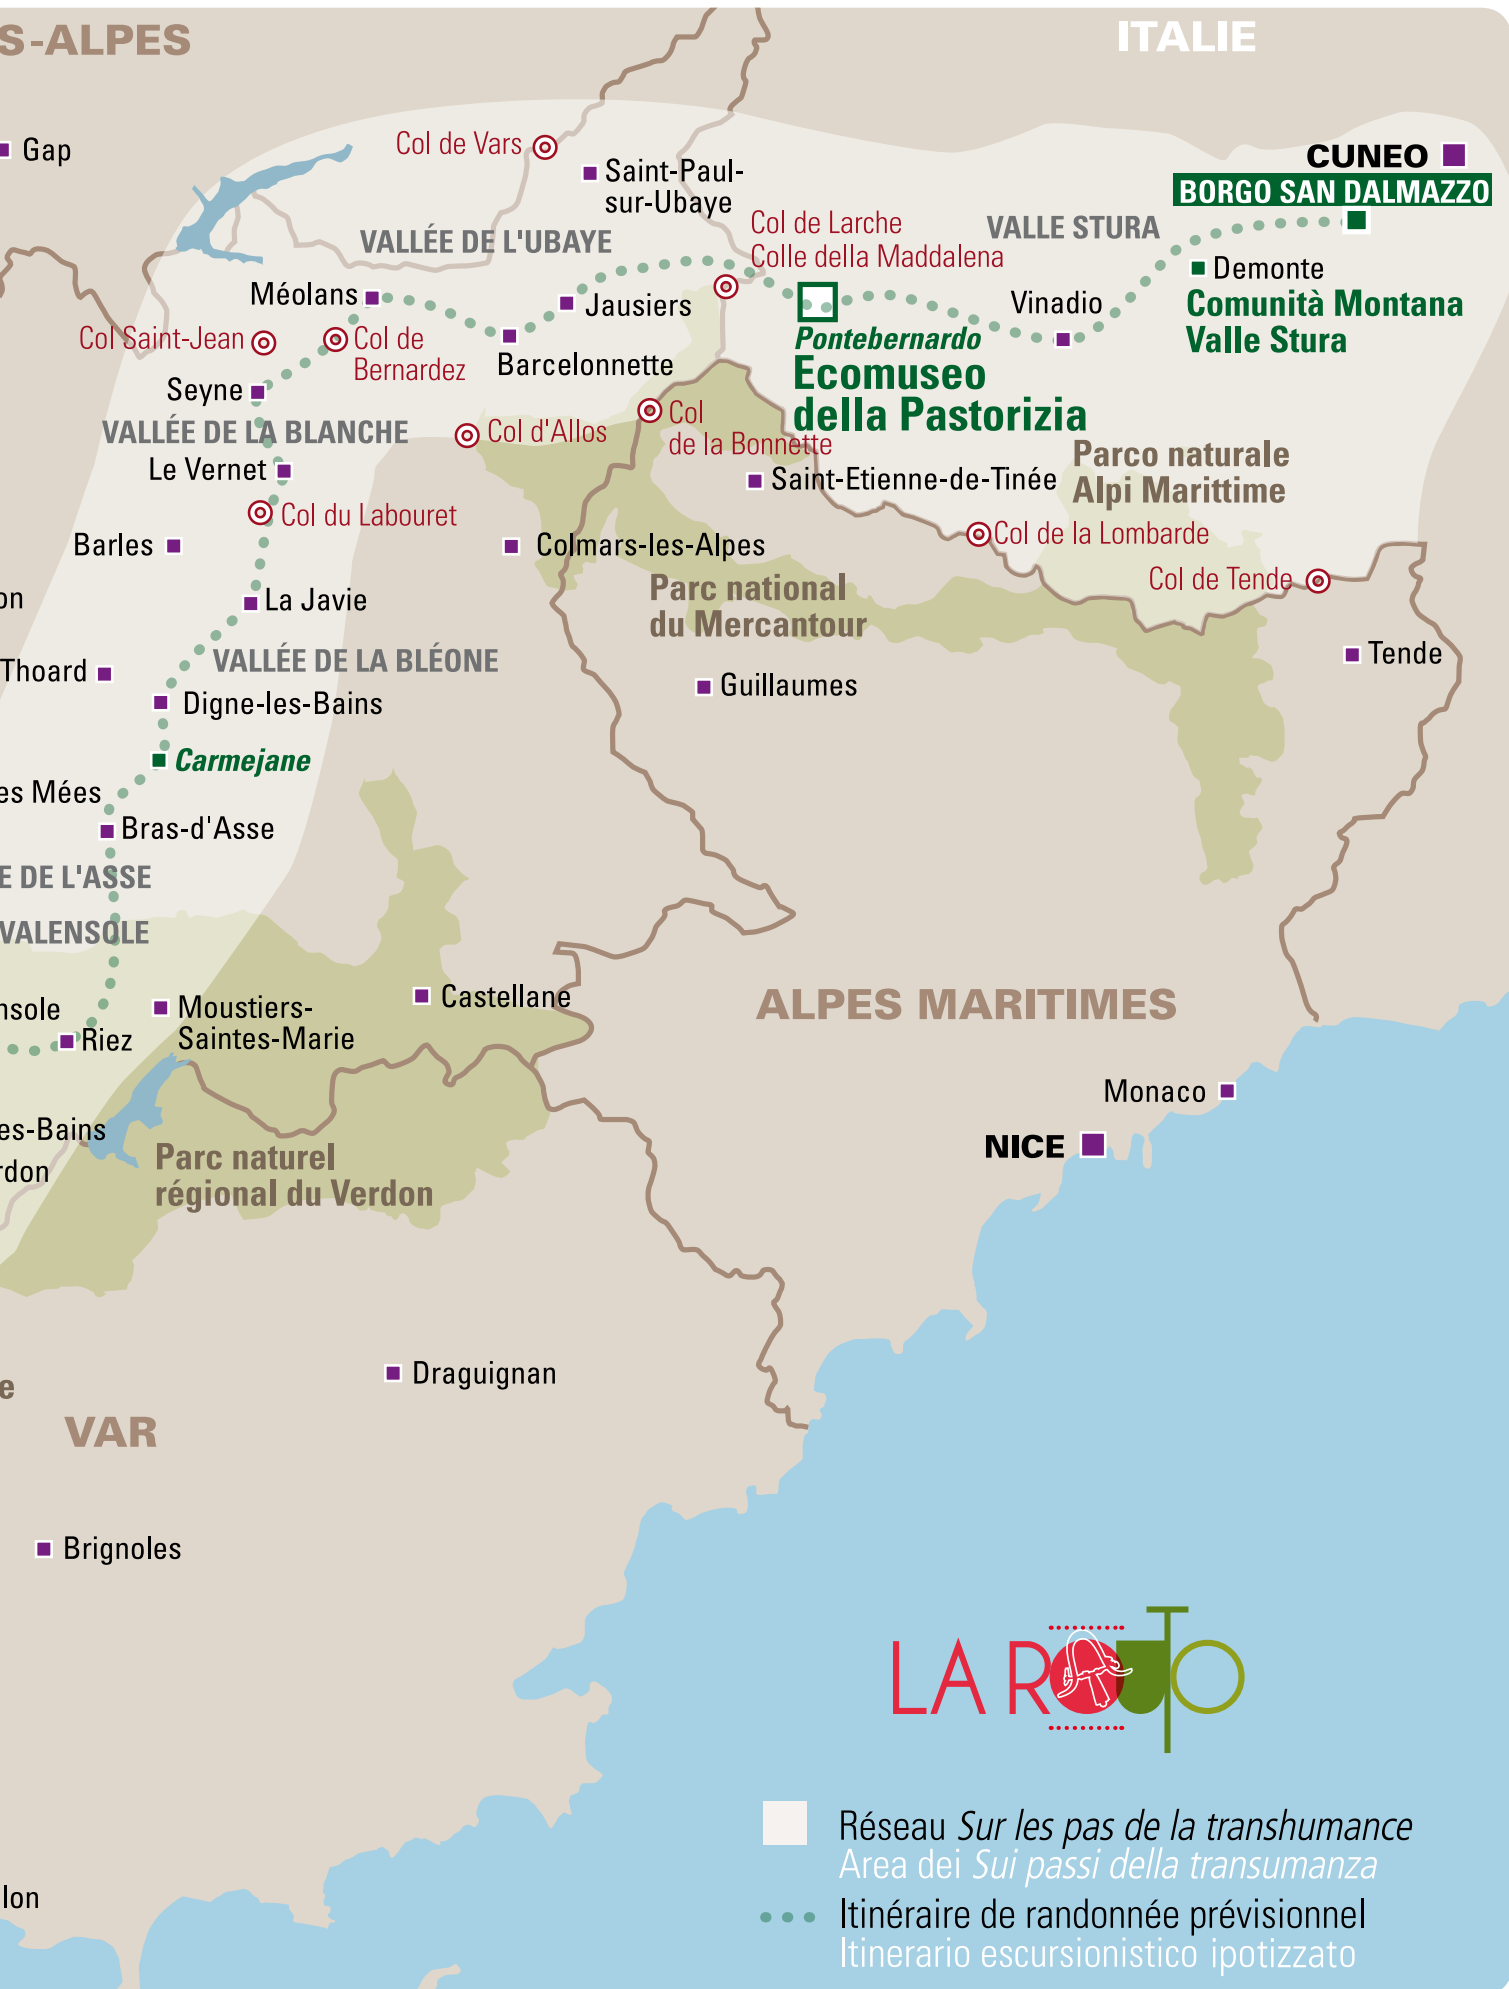 S-ALPES
ITALIE
Gap
Col de Vars
Saint-Paul-
sur-Ubaye
CUNEO
BORGO SAN DALMAZZO
VALLÉE DE L'UBAYE
Col de Larche
Colle della Maddalena
VALLE STURA
Demonte
Comunità Montana
Valle Stura
Méolans
Jausiers
Vinadio
Col Saint-Jean
Col de
Bernardez
Barcelonnette
Pontebernardo
Ecomuseo
della Pastorizia
Seyne
VALLÉE DE LA BLANCHE
Col d'Allos
Col
de la Bonnette
Le Vernet
Saint-Etienne-de-Tinée
Parco naturale
Alpi Marittime
Col du Labouret
Col de la Lombarde
Barles
Colmars-les-Alpes
Col de Tende
Parc national
du Mercantour
on
La Javie
Thoard
VALLÉE DE LA BLÉONE
Tende
Digne-les-Bains
Guillaumes
Carmejane
es Mées
Bras-d'Asse
E DE L'ASSE
VALENSOLE
nsole
Riez
Moustiers-
Saintes-Marie
Castellane
ALPES MARITIMES
Monaco
NICE
es-Bains
rdon
Parc naturel
régional du Verdon
Draguignan
e
VAR
Brignoles
LA ROUTO
Réseau Sur les pas de la transhumance
Area dei Sui passi della transumanza
lon
Itinéraire de randonnée prévisionnel
Itinerario escursionistico ipotizzato